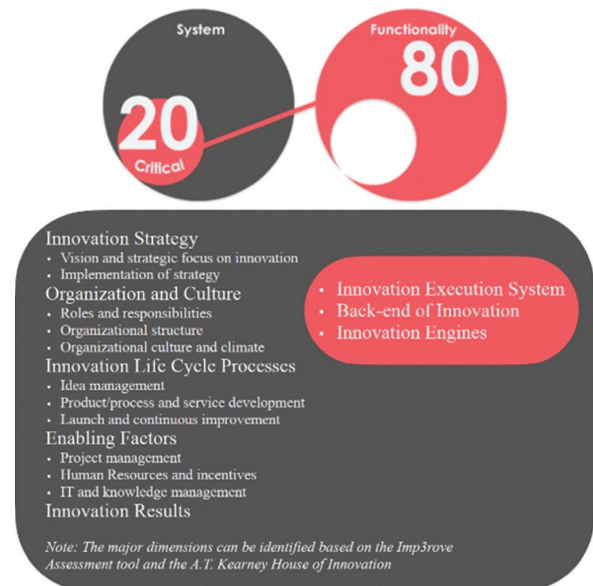 System
20
Critical
Functionality
80
Innovation Strategy
• Vision and strategic focus on innovation
• Implementation of strategy
Organization and Culture
• Roles and responsibilities
• Organizational structure
• Organizational culture and climate
Innovation Life Cycle Processes
• Idea management
• Product/process and service development
• Launch and continuous improvement
Enabling Factors
• Project management
• Human Resources and incentives
• IT and knowledge management
Innovation Results
• Innovation Execution System
• Back-end of Innovation
• Innovation Engines
Note: The major dimensions can be identified based on the Imp3rove
Assessment tool and the A.T. Kearney House of Innovation